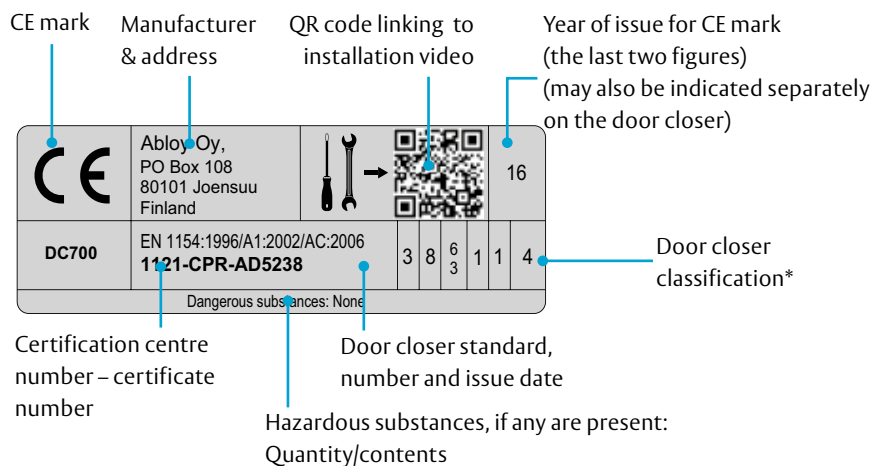 CE mark
Manufacturer
& address
QR code linking to
installation video
Year of issue for CE mark
(the last two figures)
(may also be indicated separately
on the door closer)
CE
Abloy Oy,
PO Box 108
80101 Joensuu
Finland
16
DC700
EN 1154:1996/A1:2002/AC:2006
1121-CPR-AD5238
3 8 6 1 1 4
3
Dangerous substances: None
Door closer
classification*
Certification centre
number – certificate
number
Door closer standard,
number and issue date
Hazardous substances, if any are present:
Quantity/contents